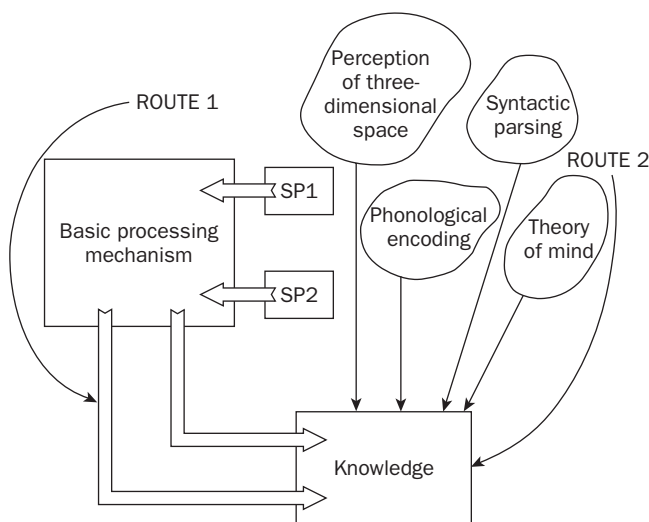 Perception
of three-
dimensional
space
Syntactic
parsing
ROUTE 1
ROUTE 2
SP1
Phonological
encoding
Theory
of mind
Basic processing
mechanism
SP2
Knowledge